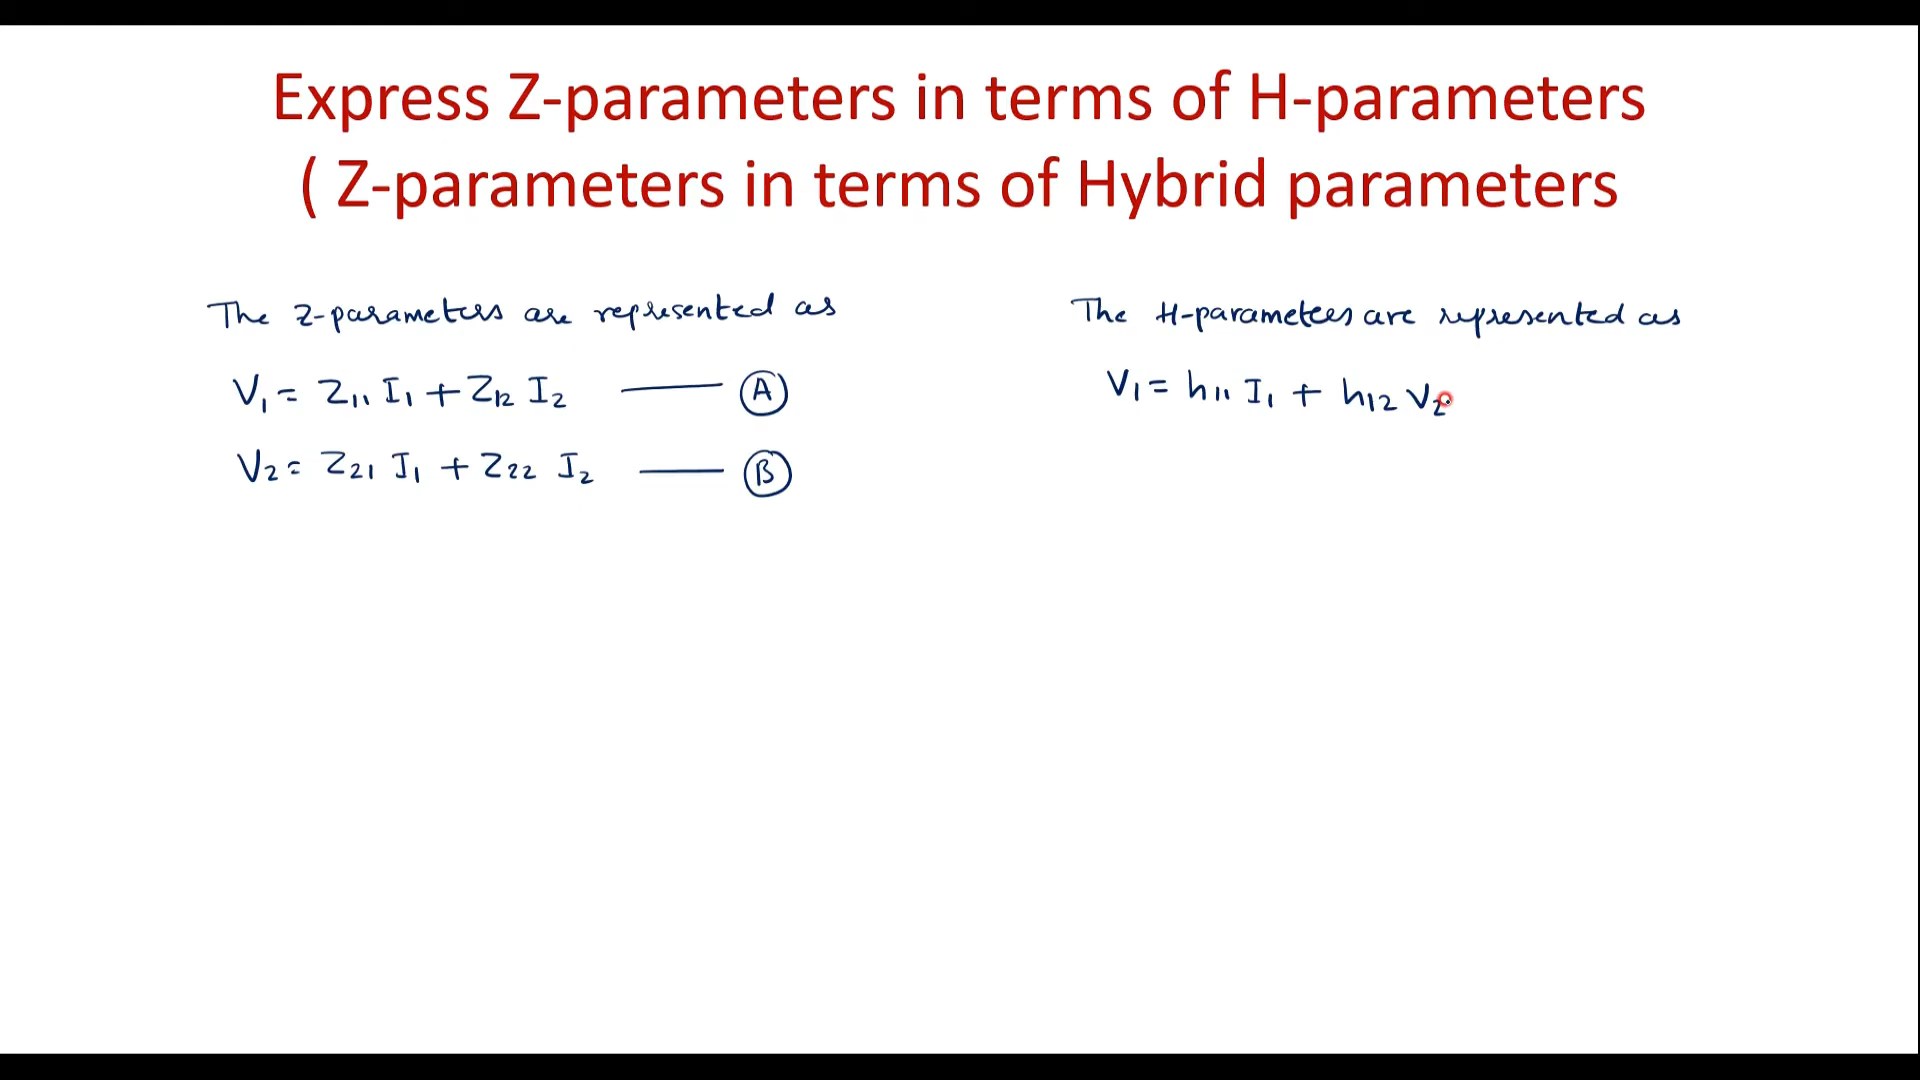 Express Z-parameters in terms of H-parameters
( Z-parameters in terms of Hybrid parameters
The Z-parameters are represented as
V₁ = Z₁₁ I₁ + Z₁₂ I₂ —— Ⓐ
V₂ = Z₂₁ I₁ + Z₂₂ I₂ —— Ⓑ
The H-parameters are represented as
V₁ = h₁₁ I₁ + h₁₂ V₂